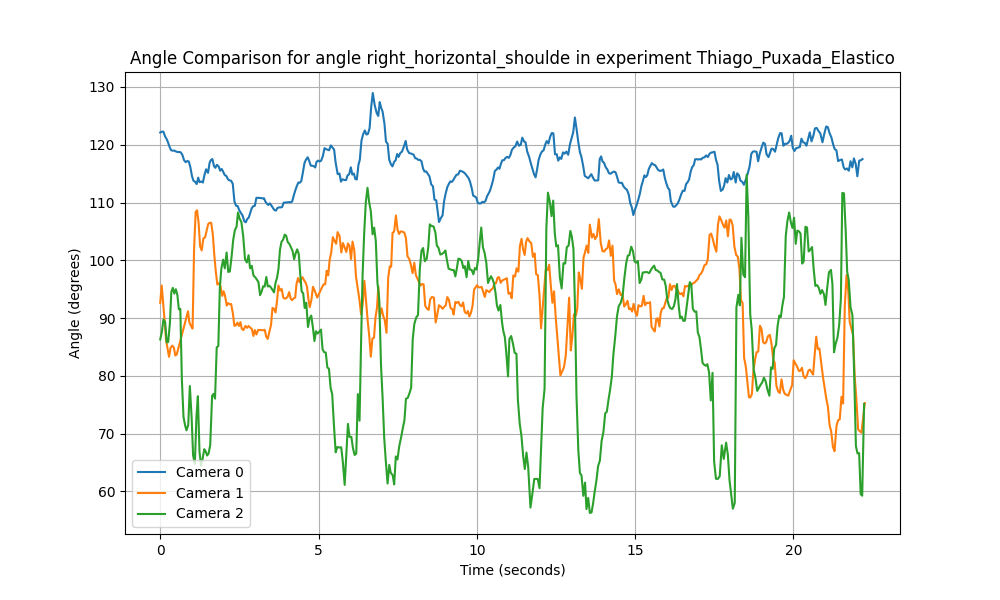 Angle Comparison for angle right_horizontal_shoulde in experiment Thiago_Puxada_Elastico
130
120
110
100
90
80
70
60
Angle (degrees)
Camera 0
Camera 1
Camera 2
0 5 10 15 20
Time (seconds)